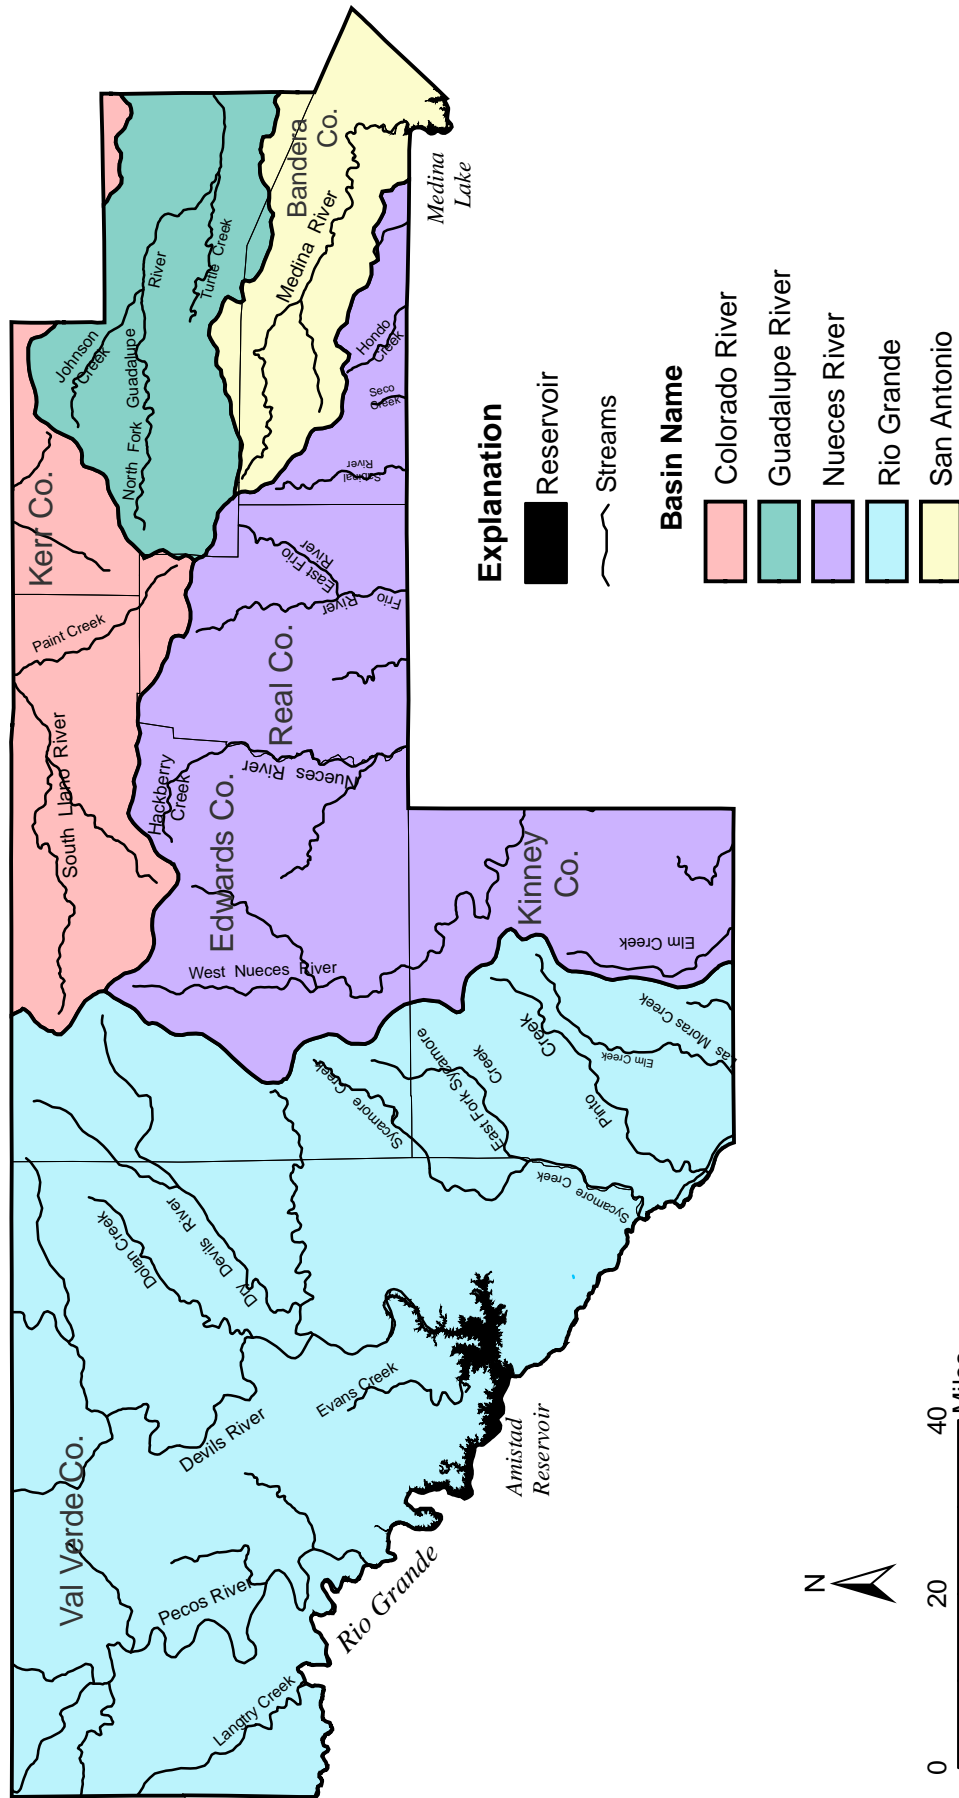 Val Verde Co.
Edwards Co.
Real Co.
Kerr Co.
Bandera
Co.
Kinney
Co.
Langtry Creek
Pecos River
Devils River
Dolan Creek
Dry Devils River
Evans Creek
Rio Grande
Amistad
Reservoir
Sycamore Creek
Sycamore Creek
East Fork Sycamore
Creek
Pinto
Creek
Elm Creek
Las Moras Creek
Elm Creek
West Nueces River
Hackberry
Creek
Nueces
River
South Llano River
Paint Creek
Frio
River
East Frio
River
Sabinal
River
Seco
Creek
Hondo
Creek
Medina River
Medina
Lake
Johnson
Creek
North Fork Guadalupe
River
Turtle Creek
Explanation
Reservoir
Streams
Basin Name
Colorado River
Guadalupe River
Nueces River
Rio Grande
San Antonio
N
0
20
40
Miles